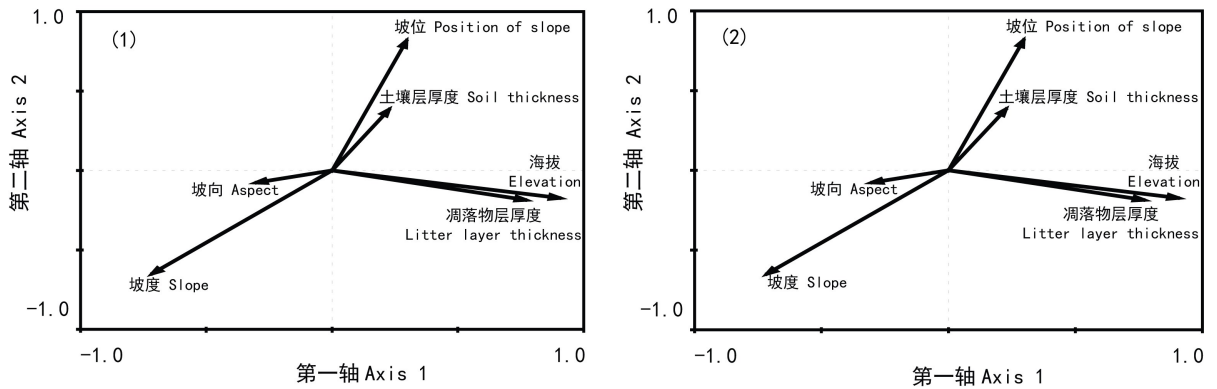 1.0
(1)
坡位 Position of slope
土壤层厚度 Soil thickness
海拔
Elevation
坡向 Aspect
凋落物层厚度
Litter layer thickness
坡度 Slope
第二轴 Axis 2
-1.0
-1.0
1.0
第一轴 Axis 1
1.0
(2)
坡位 Position of slope
土壤层厚度 Soil thickness
海拔
Elevation
坡向 Aspect
凋落物层厚度
Litter layer thickness
坡度 Slope
第二轴 Axis 2
-1.0
-1.0
1.0
第一轴 Axis 1